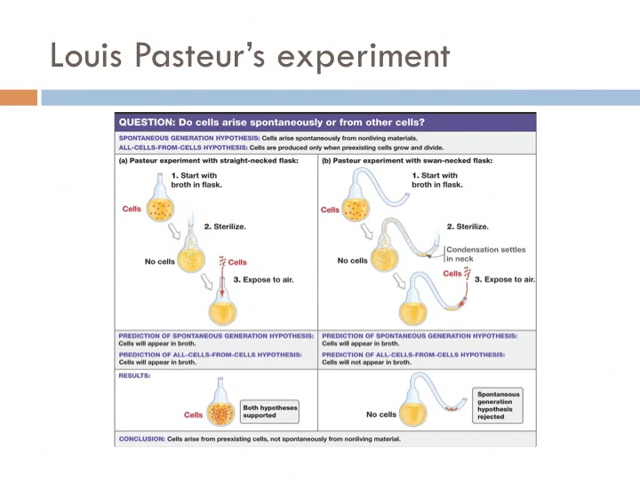 Louis Pasteur's experiment
QUESTION: Do cells arise spontaneously or from other cells?
SPONTANEOUS GENERATION HYPOTHESIS: Cells arise spontaneously from nonliving materials.
ALL-CELLS-FROM-CELLS HYPOTHESIS: Cells are produced only when preexisting cells grow and divide.
(a) Pasteur experiment with straight-necked flask:
1. Start with
broth in flask.
Cells
2. Sterilize.
No cells
Cells
3. Expose to air.
(b) Pasteur experiment with swan-necked flask:
1. Start with
broth in flask.
Cells
2. Sterilize.
Condensation settles
in neck
No cells
Cells
3. Expose to air.
PREDICTION OF SPONTANEOUS GENERATION HYPOTHESIS:
Cells will appear in broth.
PREDICTION OF ALL-CELLS-FROM-CELLS HYPOTHESIS:
Cells will appear in broth.
PREDICTION OF SPONTANEOUS GENERATION HYPOTHESIS:
Cells will appear in broth.
PREDICTION OF ALL-CELLS-FROM-CELLS HYPOTHESIS:
Cells will not appear in broth.
RESULTS:
Cells
Both hypotheses
supported
No cells
Spontaneous
generation
hypothesis
rejected
CONCLUSION: Cells arise from preexisting cells, not spontaneously from nonliving material.